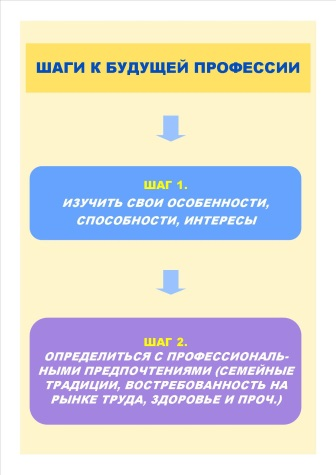 ШАГИ К БУДУЩЕЙ ПРОФЕССИИ
ШАГ 1.
ИЗУЧИТЬ СВОИ ОСОБЕННОСТИ,
СПОСОБНОСТИ, ИНТЕРЕСЫ
ШАГ 2.
ОПРЕДЕЛИТЬСЯ С ПРОФЕССИОНАЛЬ-
НЫМИ ПРЕДПОЧТЕНИЯМИ (СЕМЕЙНЫЕ
ТРАДИЦИИ, ВОСТРЕБОВАННОСТЬ НА
РЫНКЕ ТРУДА, ЗДОРОВЬЕ И ПРОЧ.)